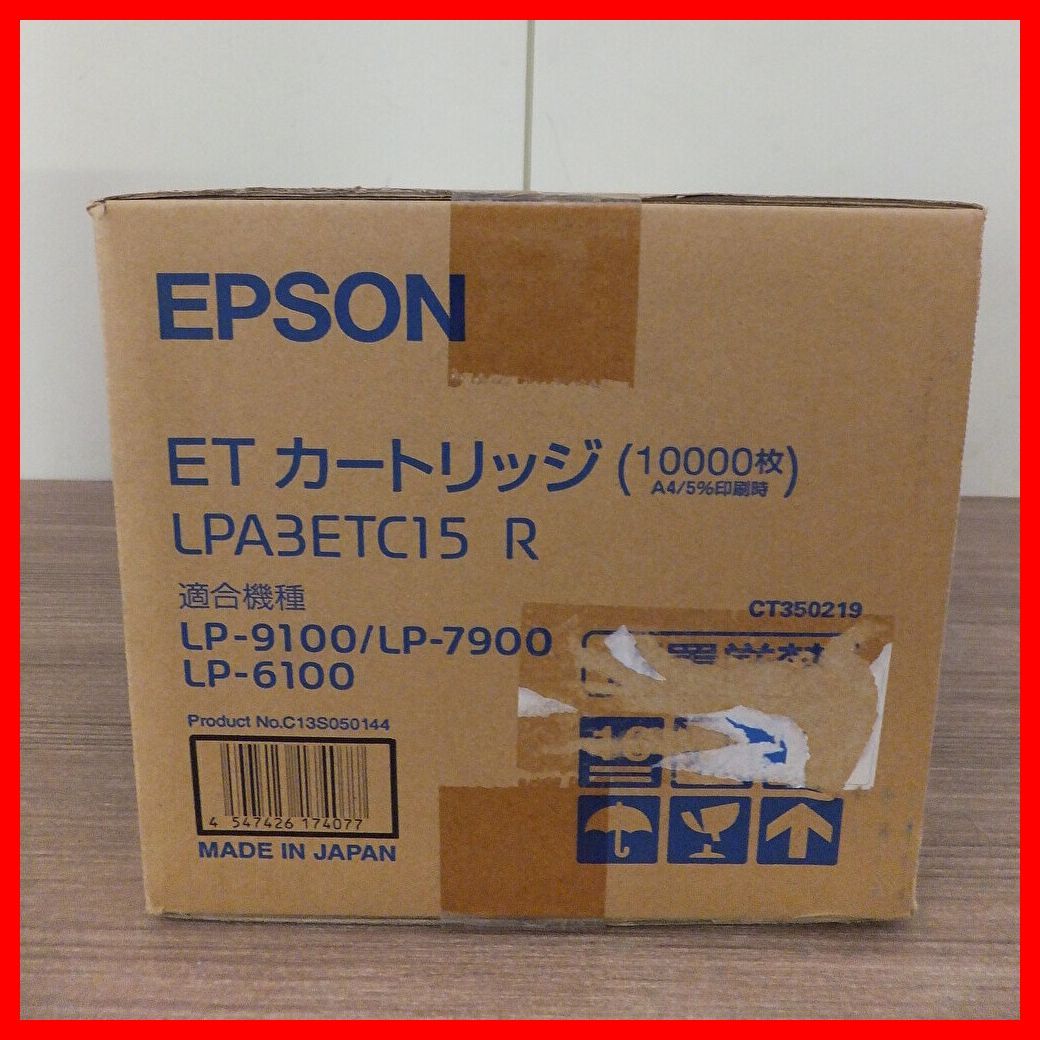 EPSON
ET カートリッジ (10000枚)
A4/5%印刷時
LPA3ETC15 R
適合機種
CT350219
LP-9100/LP-7900
LP-6100
Product No.C13S050144
4 547426 174077
MADE IN JAPAN